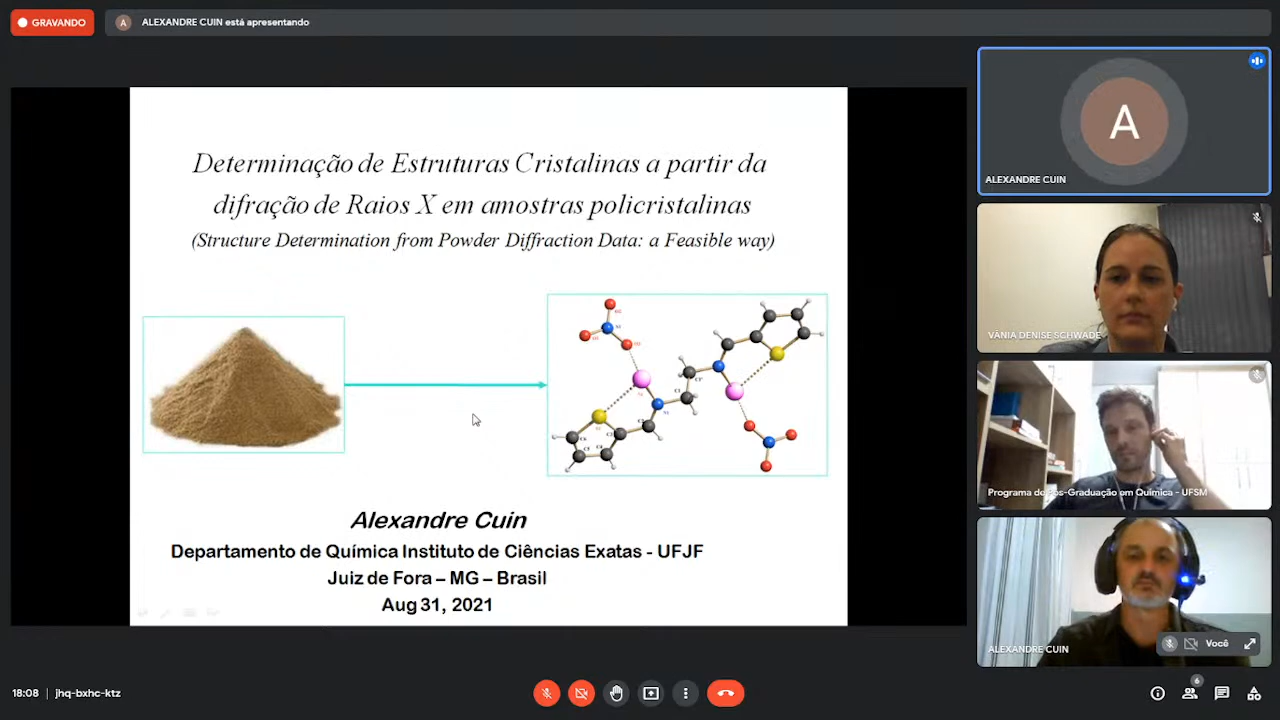 GRAVANDO
A
ALEXANDRE CUIN está apresentando
Determinação de Estruturas Cristalinas a partir da
difração de Raios X em amostras policristalinas
(Structure Determination from Powder Diffraction Data: a Feasible way)
Alexandre Cuin
Departamento de Química Instituto de Ciências Exatas - UFJF
Juiz de Fora – MG – Brasil
Aug 31, 2021
A
ALEXANDRE CUIN
VÂNIA DENISE SCHWADE
Programa de Pós-Graduação em Química - UFSM
ALEXANDRE CUIN
Você
18:08 | jhq-bxhc-ktz
6